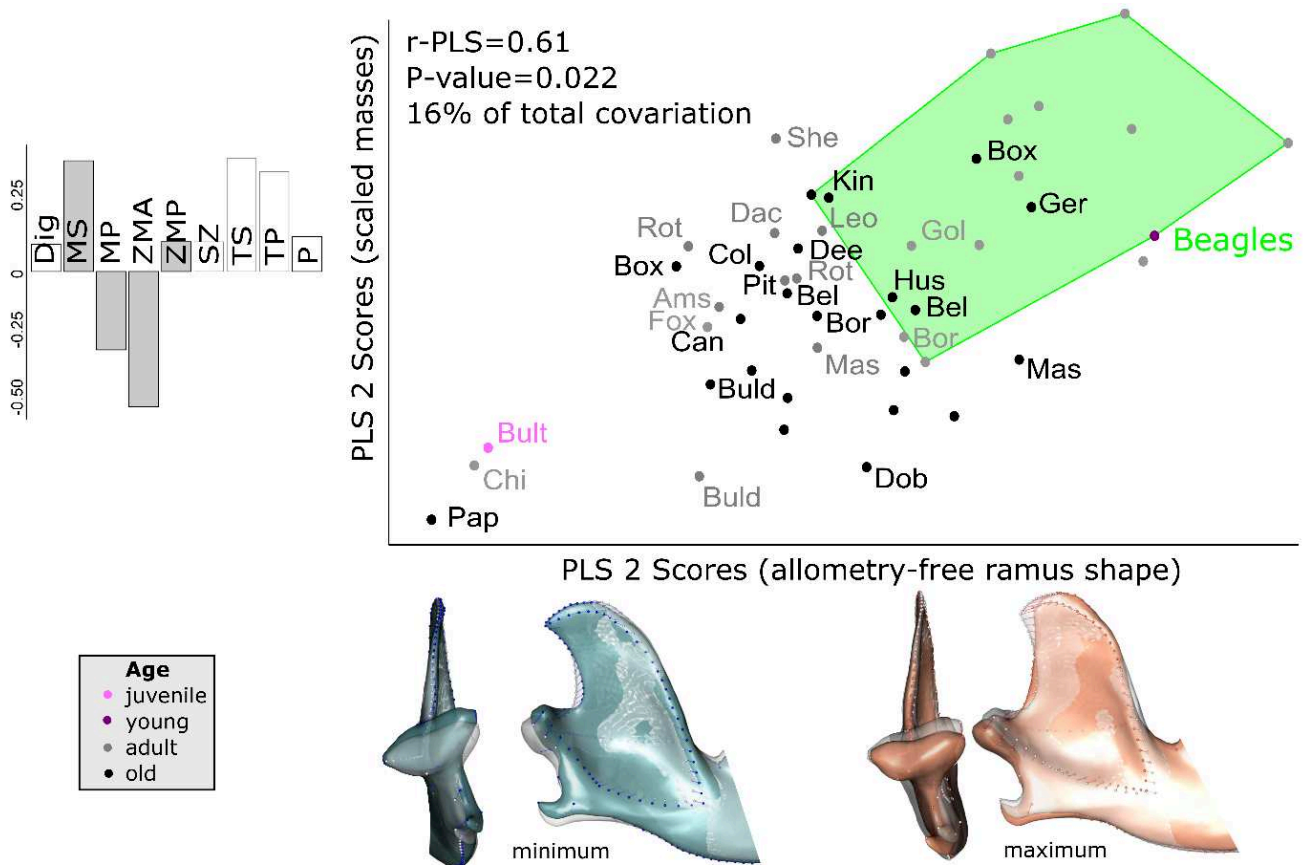 PLS 2 Scores (scaled masses)
r-PLS=0.61
P-value=0.022
16% of total covariation
She
Box
Kin
Ger
Dac
Leo
Rot
Gol
Beagles
Box
Col
Dee
Rot
Pit
Bel
Hus
Bel
Ams
Fox
Bor
Bor
Can
Mas
Mas
Buld
Bult
Chi
Buld
Dob
Pap
PLS 2 Scores (allometry-free ramus shape)
0.25
0
-0.25
-0.50
Dig
MS
MP
ZMA
ZMP
SZ
TS
TP
P
Age
juvenile
young
adult
old
minimum
maximum